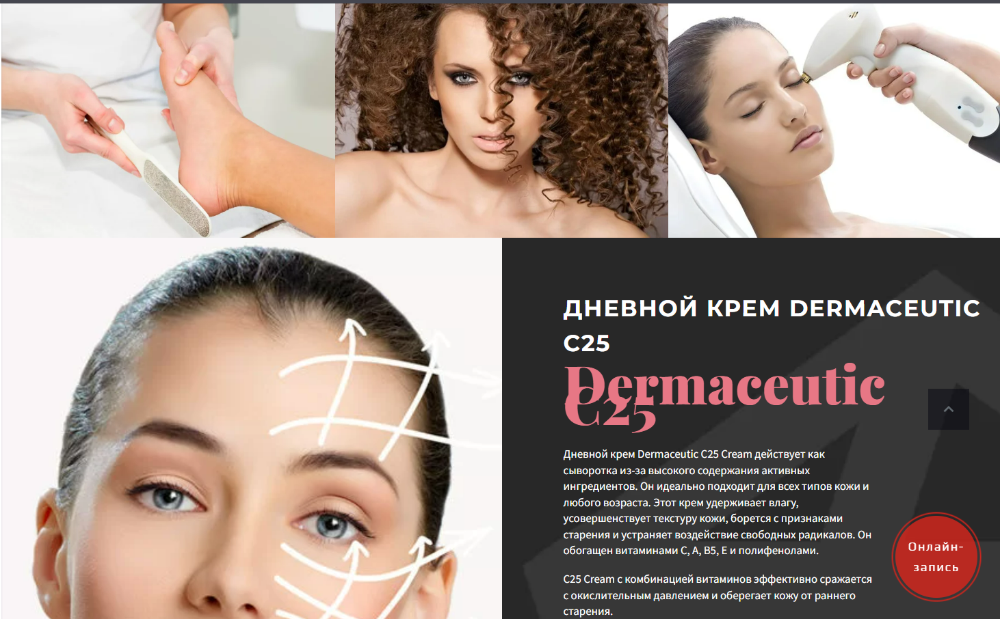 ДНЕВНОЙ КРЕМ DERMACEUTIC
C25
Dermaceutic
C25
Дневной крем Dermaceutic C25 Cream действует как
сыворотка из-за высокого содержания активных
ингредиентов. Он идеально подходит для всех типов кожи и
любого возраста. Этот крем удерживает влагу,
усовершенствует текстуру кожи, борется с признаками
старения и устраняет воздействие свободных радикалов. Он
обогащен витаминами С, А, В5, Е и полифенолами.
C25 Cream с комбинацией витаминов эффективно сражается
с окислительным давлением и оберегает кожу от раннего
старения.
Онлайн-
запись